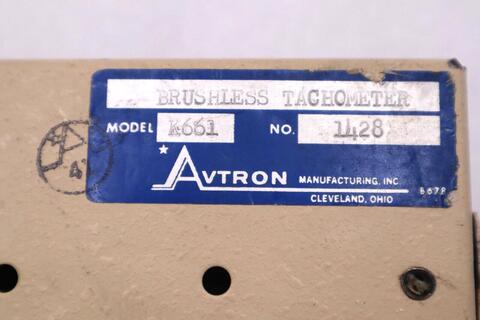 BRUSHLESS TACHOMETER
MODEL K661 NO. 1428
AVTRON MANUFACTURING, INC.
CLEVELAND, OHIO